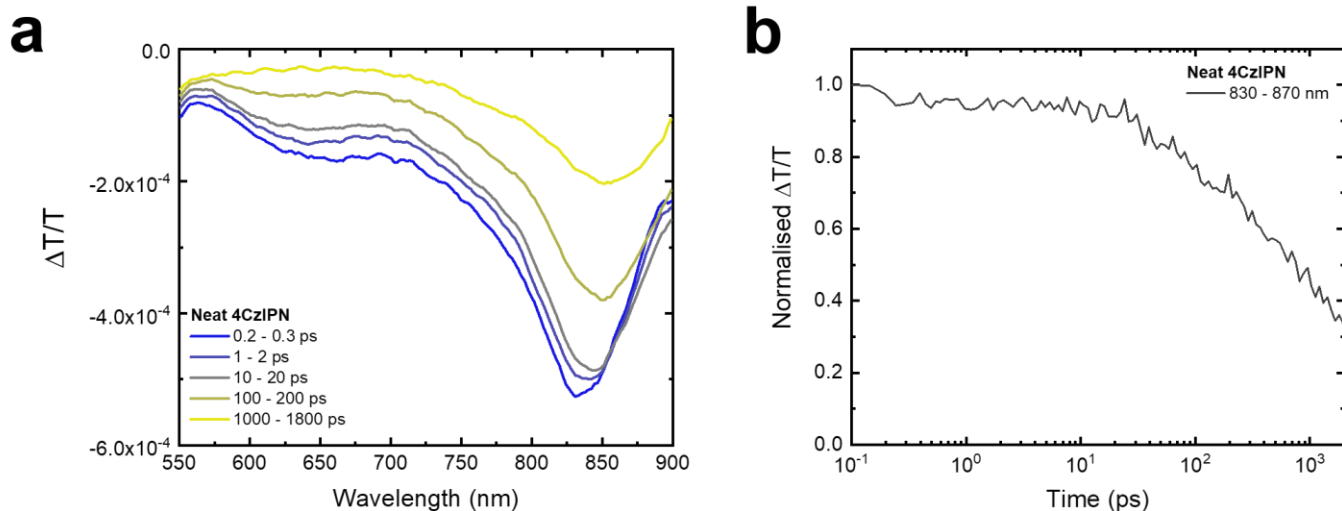 a
0.0
-2.0x10⁻⁴
-4.0x10⁻⁴
-6.0x10⁻⁴
ΔT/T
Neat 4CzIPN
0.2 - 0.3 ps
1 - 2 ps
10 - 20 ps
100 - 200 ps
1000 - 1800 ps
550 600 650 700 750 800 850 900
Wavelength (nm)
b
Neat 4CzIPN
830 - 870 nm
1.0
0.8
0.6
0.4
0.2
0.0
Normalised ΔT/T
10⁻¹ 10⁰ 10¹ 10² 10³
Time (ps)